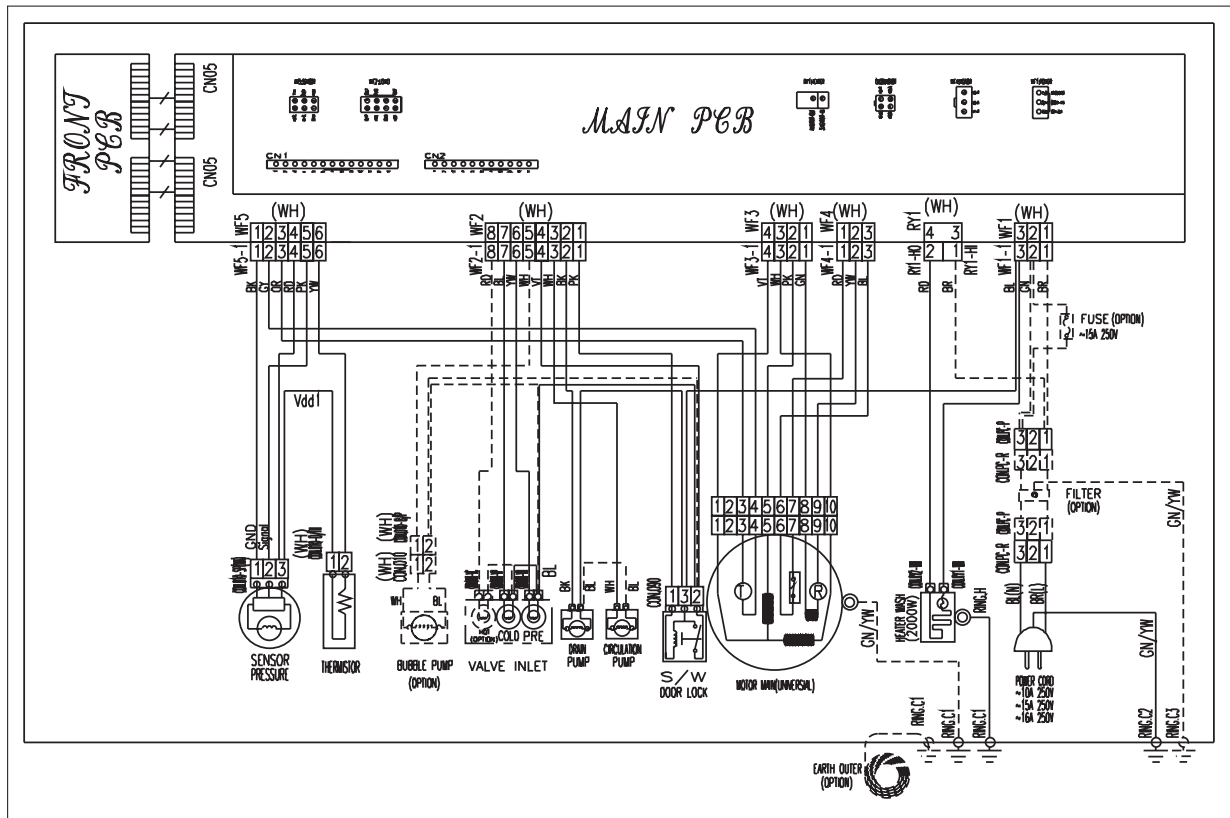 FRONT
PCB
CN05
CN05
MAIN PCB
CN1
CN2
WF5 (WH)
1 2 3 4 5 6
WF5-1 1 2 3 4 5 6
BK GY OR RD PK YW
WF2 (WH)
8 7 6 5 4 3 2 1
WF2-1 8 7 6 5 4 3 2 1
RD BL YW WH VT WH BK PK
WF3 (WH)
4 3 2 1
WF3-1 4 3 2 1
VT WH PK GN
WF4 (WH)
1 2 3
WF4-1 1 2 3
RD YW BL
RY1 (WH)
4 3
2 1
RY1-HI
RD BR
WF1 (WH)
3 2 1
WF1-1 3 2 1
BL GN BR
FUSE (OPTION)
~15A 250V
Vdd1
3 2 1
3 2 1
FILTER
(OPTION)
GN/YW
3 2 1
3 2 1
BL(N) BR(L)
GND
Signal
1 2 3
SENSOR
PRESSURE
(WH)
1 2
THERMISTOR
(WH)
1 2
(WH)
1 2
WH BL
BUBBLE PUMP
(OPTION)
BL
HOT
(OPTION)
COLD PRE
VALVE INLET
BK BL WH BL
DRAIN
PUMP
CIRCULATION
PUMP
1 3 2
S/W
DOOR LOCK
1 2 3 4 5 6 7 8 9 10
1 2 3 4 5 6 7 8 9 10
T R
MOTOR MAIN(UNIVERSIAL)
GN/YW
HEATER WASH
(2000W)
RING.H
POWER CORD
~10A 250V
~15A 250V
~16A 250V
GN/YW
RING.C1
RING.C1
RING.C1
RING.C2
RING.C3
EARTH OUTER
(OPTION)